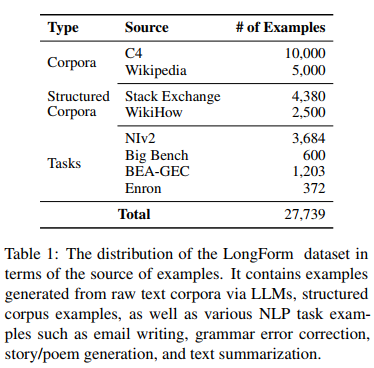 Type Source # of Examples
Corpora
C4 10,000
Wikipedia 5,000
Structured Stack Exchange 4,380
Corpora WikiHow 2,500
Tasks
NIv2 3,684
Big Bench 600
BEA-GEC 1,203
Enron 372
Total 27,739
Table 1: The distribution of the LongForm dataset in
terms of the source of examples. It contains examples
generated from raw text corpora via LLMs, structured
corpus examples, as well as various NLP task exam-
ples such as email writing, grammar error correction,
story/poem generation, and text summarization.